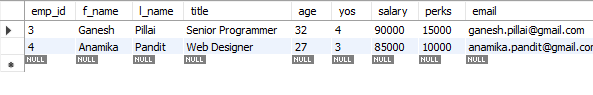 emp_id f_name l_name title age yos salary perks email
3 Ganesh Pillai Senior Programmer 32 4 90000 15000 ganesh.pillai@gmail.com
4 Anamika Pandit Web Designer 27 3 85000 10000 anamika.pandit@gmail.con
NULL NULL NULL NULL NULL NULL NULL NULL NULL